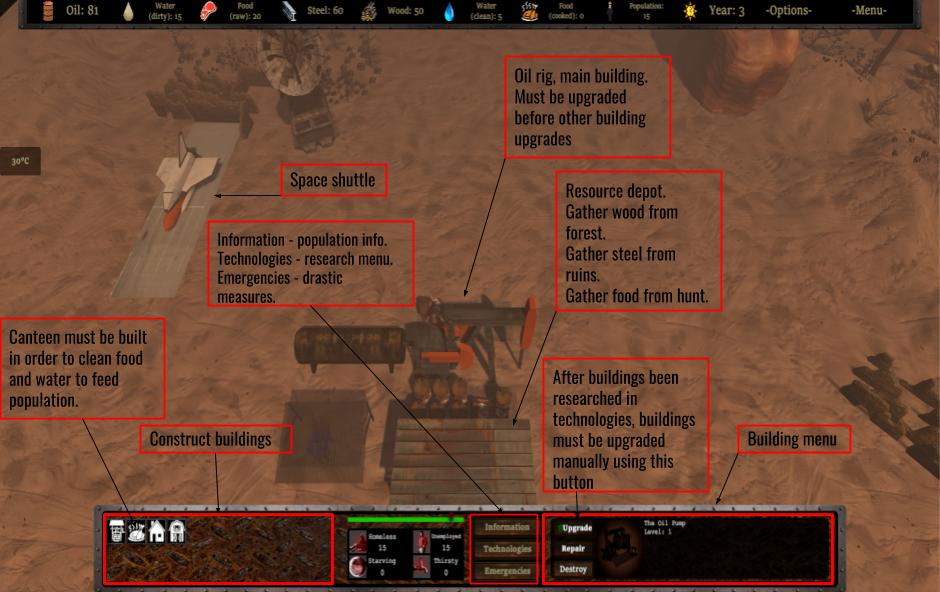 Oil: 81
Water
(dirty): 15
Food
(raw): 20
Steel: 60
Wood: 50
Water
(clean): 5
Food
(cooked): 0
Population:
15
Year: 3
-Options-
-Menu-
30°C
Oil rig, main building.
Must be upgraded
before other building
upgrades
Space shuttle
Resource depot.
Gather wood from
forest.
Gather steel from
ruins.
Gather food from hunt.
Information - population info.
Technologies - research menu.
Emergencies - drastic
measures.
Canteen must be built
in order to clean food
and water to feed
population.
After buildings been
researched in
technologies, buildings
must be upgraded
manually using this
button
Construct buildings
Building menu
Homeless
15
Unemployed
15
Starving
0
Thirsty
0
Information
Technologies
Emergencies
Upgrade
Repair
Destroy
The Oil Pump
Level: 1